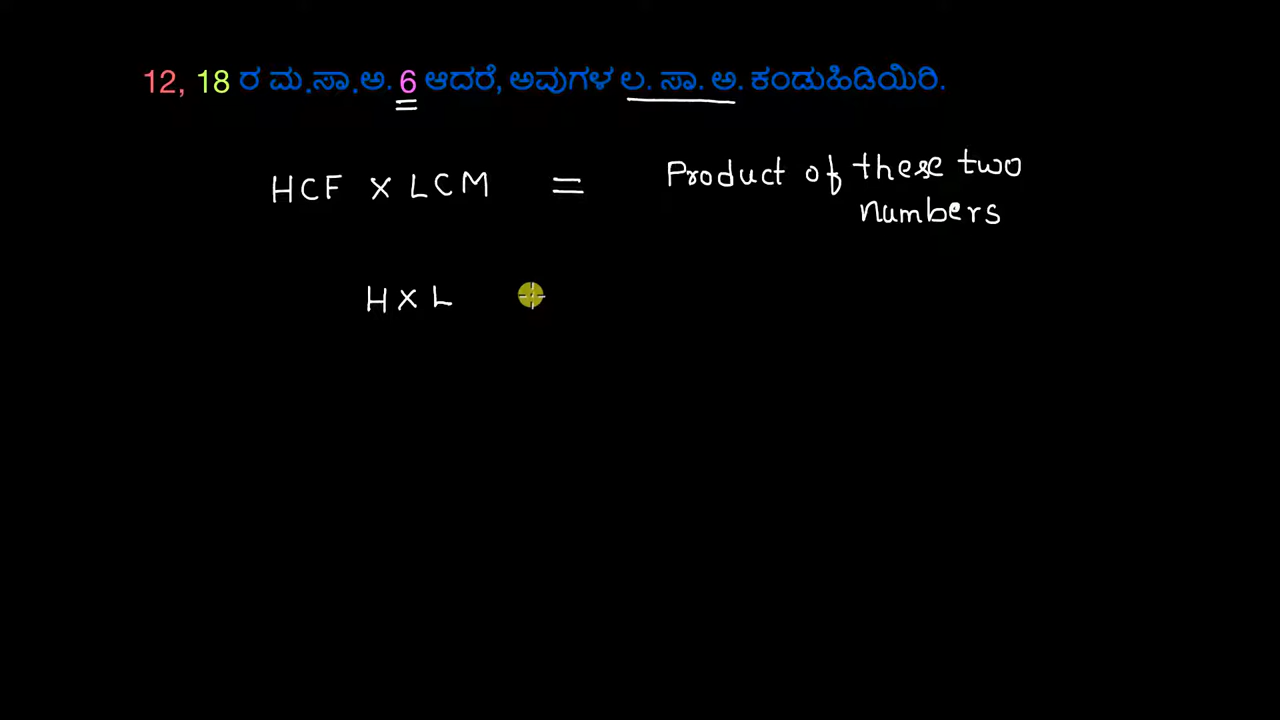 12, 18 ರ ಮ.ಸಾ.ಅ. 6 ಆದರೆ, ಅವುಗಳ ಲ. ಸಾ. ಅ. ಕಂಡುಹಿಡಿಯಿರಿ.
HCF X LCM = Product of these two
numbers
H X L